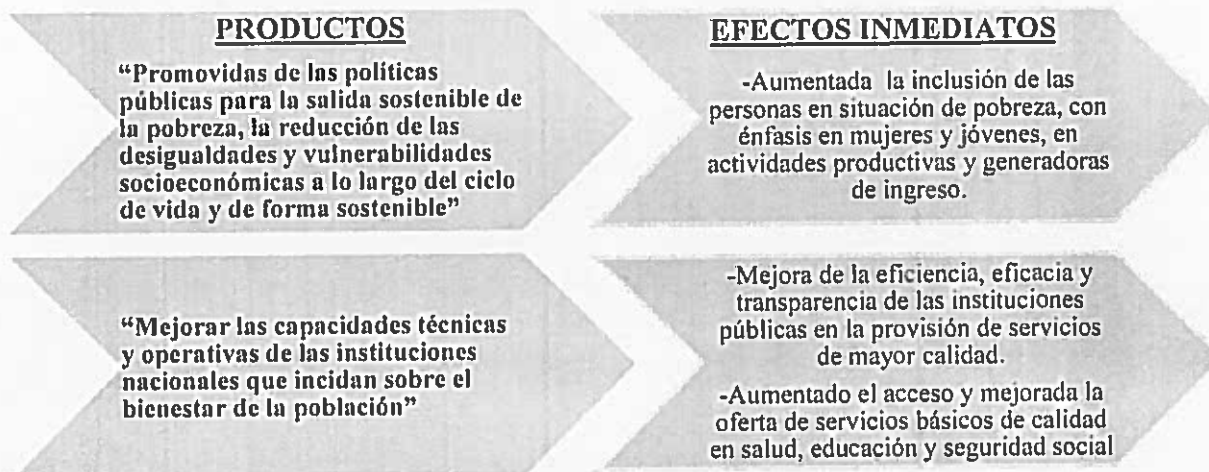 PRODUCTOS
“Promovidas de las políticas
públicas para la salida sostenible de
la pobreza, la reducción de las
desigualdades y vulnerabilidades
socioeconómicas a lo largo del ciclo
de vida y de forma sostenible”
EFECTOS INMEDIATOS
-Aumentada la inclusión de las
personas en situación de pobreza, con
énfasis en mujeres y jóvenes, en
actividades productivas y generadoras
de ingreso.
“Mejorar las capacidades técnicas
y operativas de las instituciones
nacionales que incidan sobre el
bienestar de la población”
-Mejora de la eficiencia, eficacia y
transparencia de las instituciones
públicas en la provisión de servicios
de mayor calidad.
-Aumentado el acceso y mejorada la
oferta de servicios básicos de calidad
en salud, educación y seguridad social